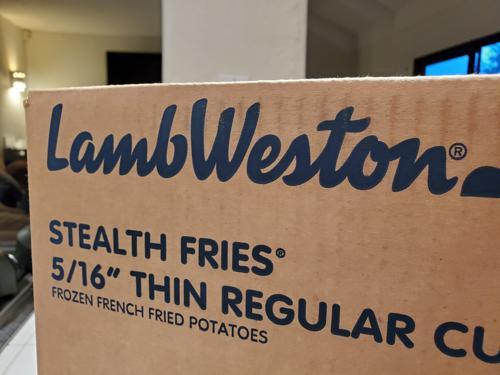 LambWeston®
STEALTH FRIES®
5/16" THIN REGULAR CU
FROZEN FRENCH FRIED POTATOES